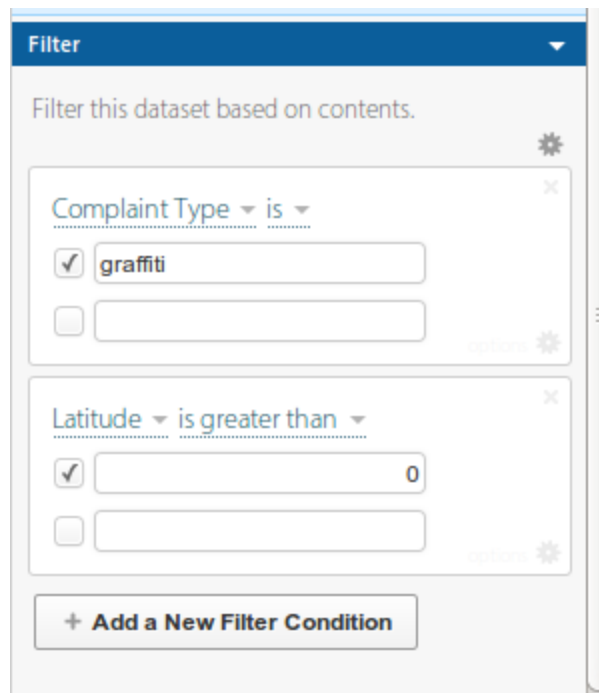 Filter
Filter this dataset based on contents.
Complaint Type is
graffiti
options
Latitude is greater than
0
options
+ Add a New Filter Condition